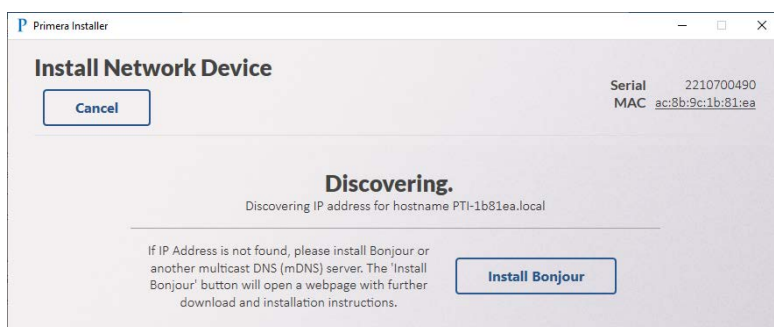 P Primera Installer
Install Network Device
Cancel
Serial 2210700490
MAC ac:8b:9c:1b:81:ea
Discovering.
Discovering IP address for hostname PTI-1b81ea.local
If IP Address is not found, please install Bonjour or
another multicast DNS (mDNS) server. The 'Install
Bonjour' button will open a webpage with further
download and installation instructions.
Install Bonjour